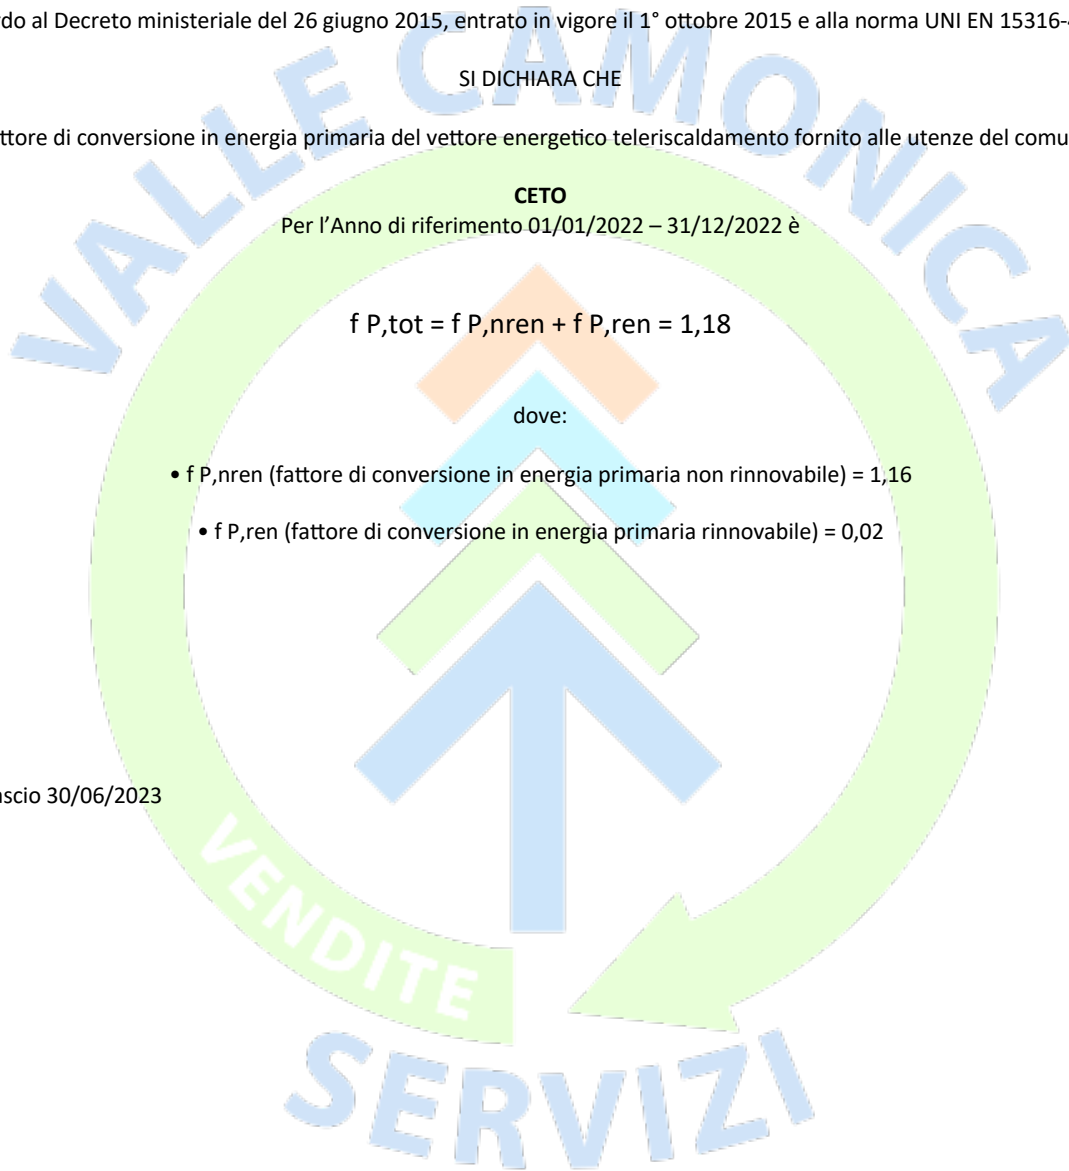 rdo al Decreto ministeriale del 26 giugno 2015, entrato in vigore il 1° ottobre 2015 e alla norma UNI EN 15316-
SI DICHIARA CHE
ttore di conversione in energia primaria del vettore energetico teleriscaldamento fornito alle utenze del comu
CETO
Per l’Anno di riferimento 01/01/2022 – 31/12/2022 è
f P,tot = f P,nren + f P,ren = 1,18
dove:
• f P,nren (fattore di conversione in energia primaria non rinnovabile) = 1,16
• f P,ren (fattore di conversione in energia primaria rinnovabile) = 0,02
ascio 30/06/2023
VALLE CAMONICA
VENDITE
SERVIZI